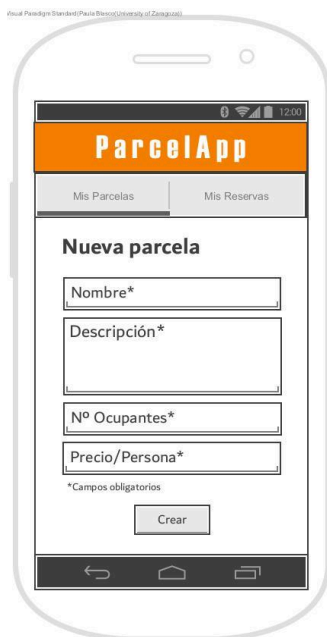 Visual Paradigm Standard(Paula Blasco(University of Zaragoza))
12:00
ParcelApp
Mis Parcelas
Mis Reservas
Nueva parcela
Nombre*
Descripción*
Nº Ocupantes*
Precio/Persona*
*Campos obligatorios
Crear